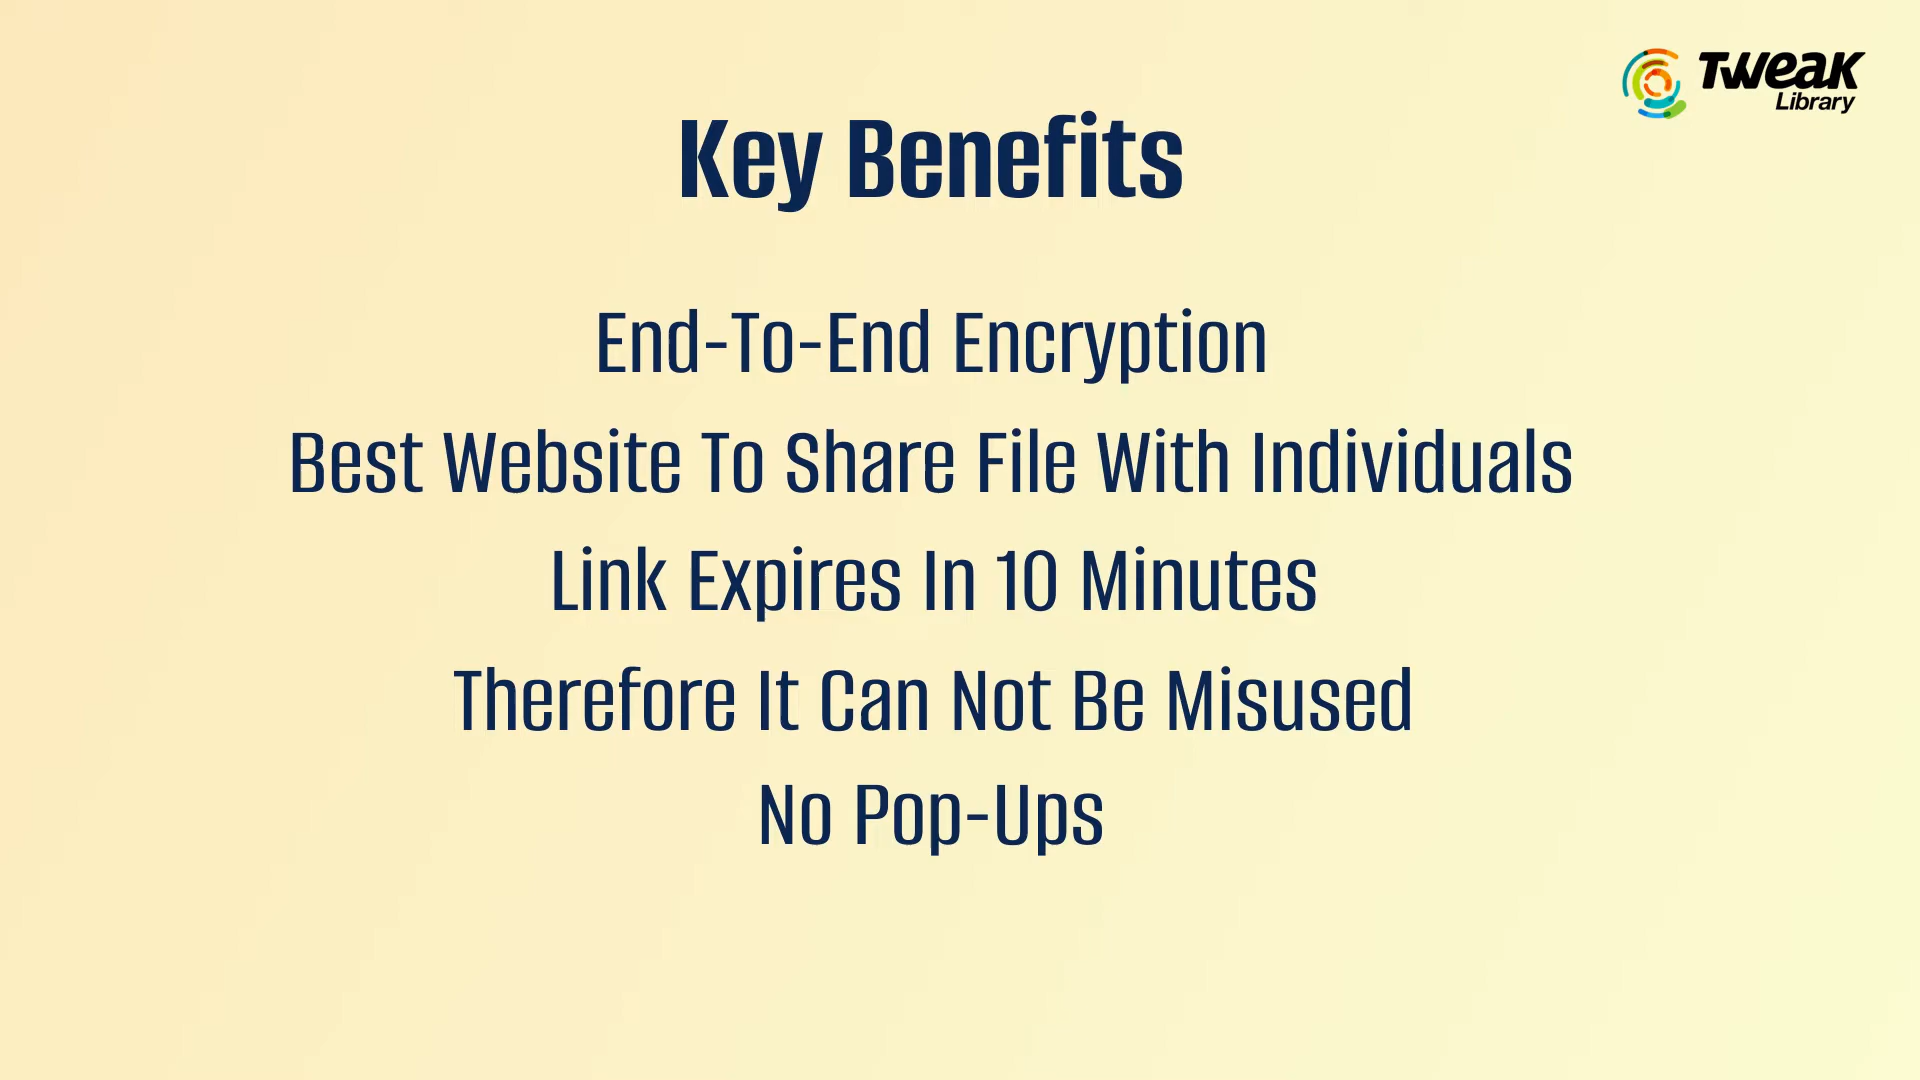 TWeaK
Library
Key Benefits
End-To-End Encryption
Best Website To Share File With Individuals
Link Expires In 10 Minutes
Therefore It Can Not Be Misused
No Pop-Ups